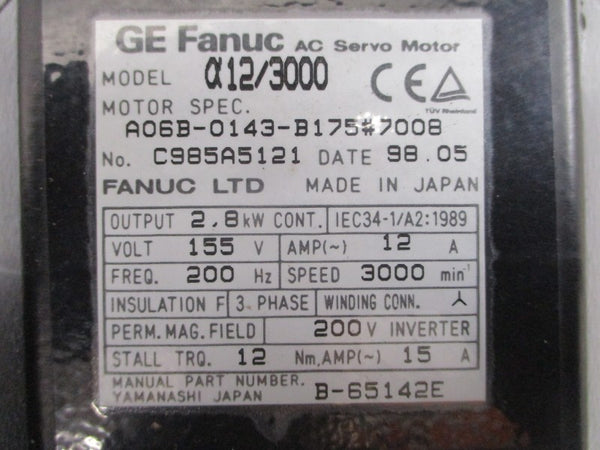 GE Fanuc AC Servo Motor
MODEL α12/3000
CE
TÜV Rheinland
MOTOR SPEC.
A06B-0143-B175#7008
No. C985A5121 DATE 98.05
FANUC LTD MADE IN JAPAN
OUTPUT 2.8 kW CONT. IEC34-1/A2:1989
VOLT 155 V AMP(~) 12 A
FREQ. 200 Hz SPEED 3000 min⁻¹
INSULATION F 3 PHASE WINDING CONN.
PERM.MAG.FIELD 200 V INVERTER
STALL TRQ. 12 Nm,AMP(~) 15 A
MANUAL PART NUMBER. B-65142E
YAMANASHI JAPAN